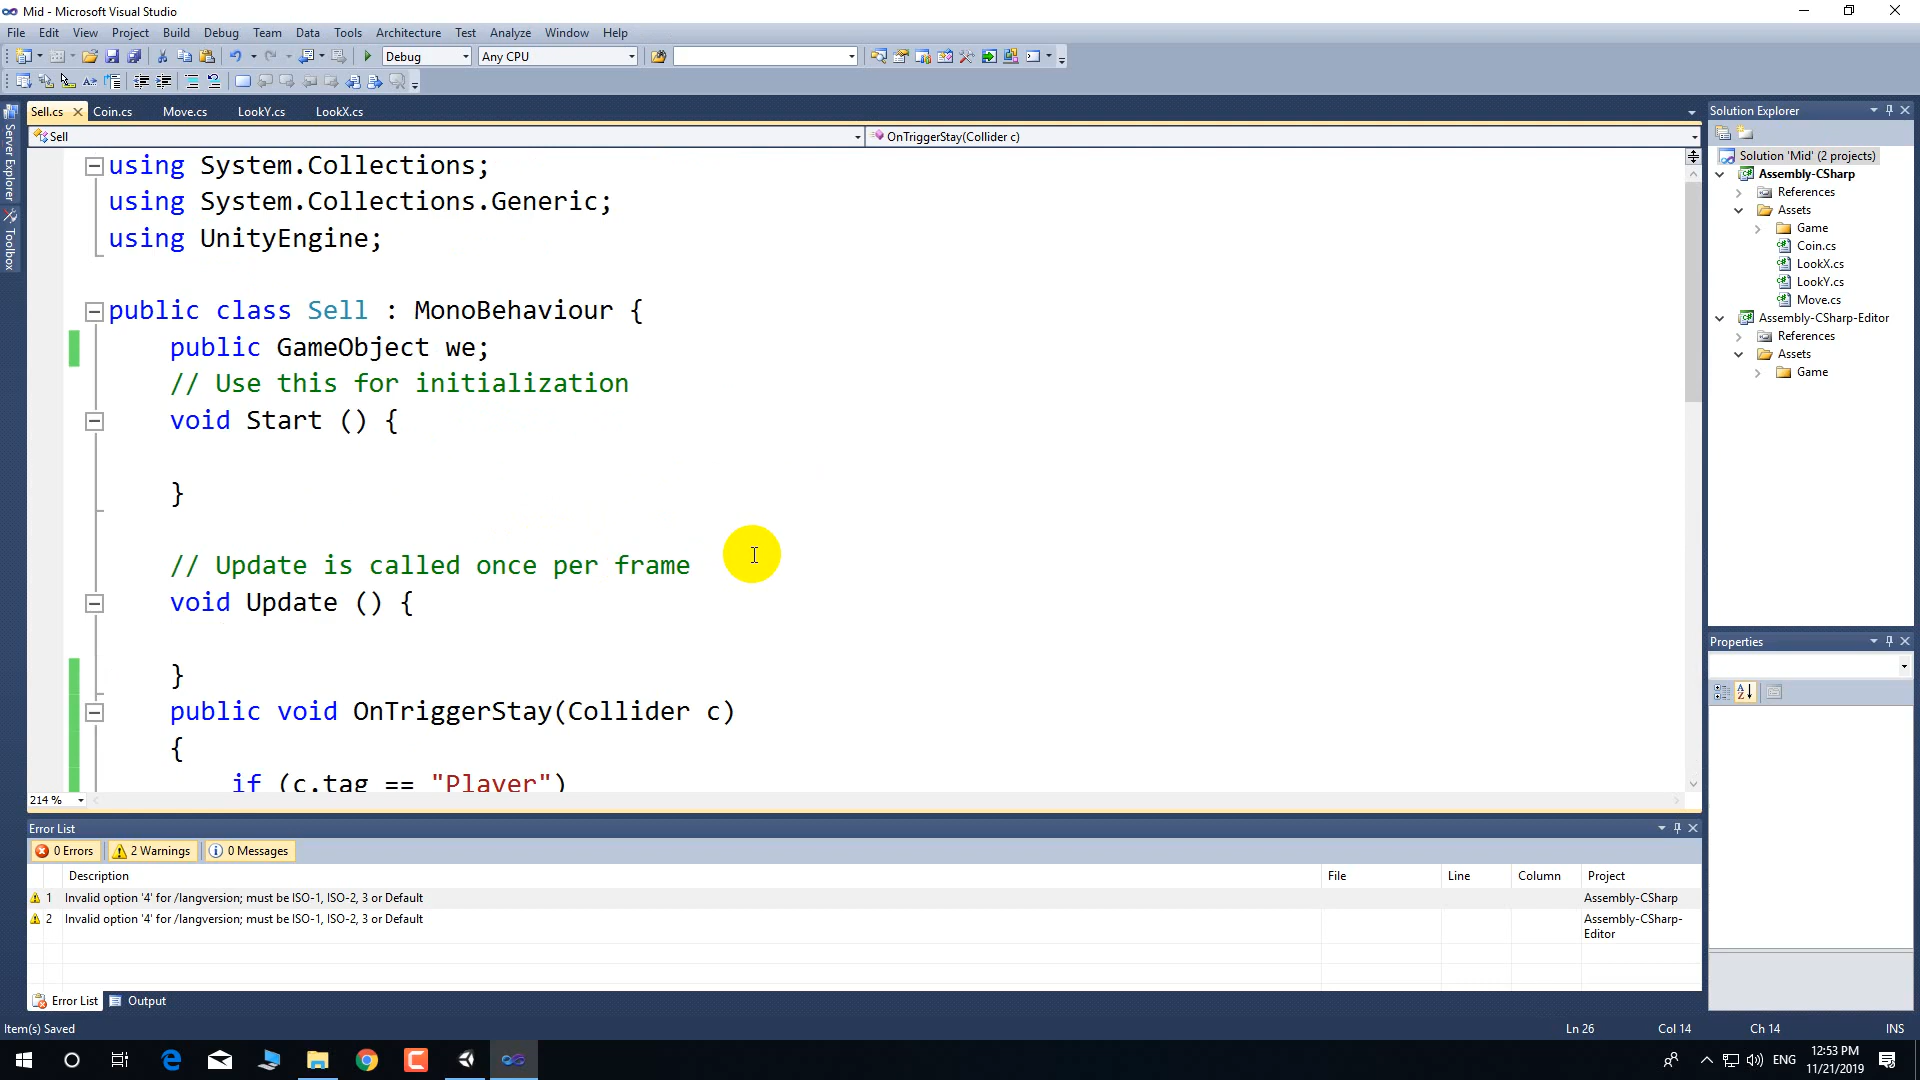 Mid - Microsoft Visual Studio
File Edit View Project Build Debug Team Data Tools Architecture Test Analyze Window Help
Debug Any CPU
Sell.cs Coin.cs Move.cs LookY.cs LookX.cs
Sell OnTriggerStay(Collider c)
Server Explorer
Toolbox
using System.Collections;
using System.Collections.Generic;
using UnityEngine;
public class Sell : MonoBehaviour {
public GameObject we;
// Use this for initialization
void Start () {
}
// Update is called once per frame
void Update () {
}
public void OnTriggerStay(Collider c)
{
if (c.tag == "Player")
214 %
Solution Explorer
Solution 'Mid' (2 projects)
Assembly-CSharp
References
Assets
Game
Coin.cs
LookX.cs
LookY.cs
Move.cs
Assembly-CSharp-Editor
References
Assets
Game
Properties
Error List
0 Errors 2 Warnings 0 Messages
Description File Line Column Project
1 Invalid option '4' for /langversion; must be ISO-1, ISO-2, 3 or Default Assembly-CSharp
2 Invalid option '4' for /langversion; must be ISO-1, ISO-2, 3 or Default Assembly-CSharp-
Editor
Error List Output
Item(s) Saved Ln 26 Col 14 Ch 14 INS
ENG
12:53 PM
11/21/2019